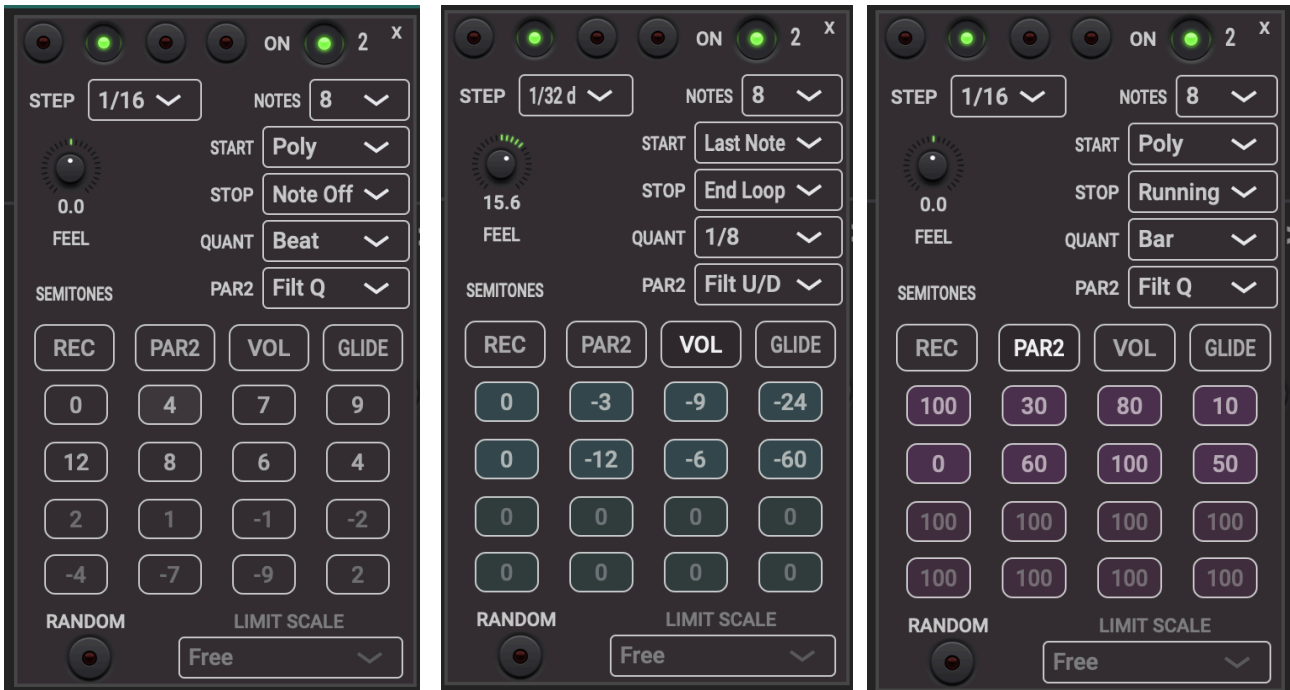 ON 2 x
STEP 1/16 NOTES 8
START Poly
0.0 STOP Note Off
FEEL QUANT Beat
SEMITONES PAR2 Filt Q
REC PAR2 VOL GLIDE
0 4 7 9
12 8 6 4
2 1 -1 -2
-4 -7 -9 2
RANDOM LIMIT SCALE
Free
ON 2 x
STEP 1/32 d NOTES 8
START Last Note
15.6 STOP End Loop
FEEL QUANT 1/8
SEMITONES PAR2 Filt U/D
REC PAR2 VOL GLIDE
0 -3 -9 -24
0 -12 -6 -60
0 0 0 0
0 0 0 0
RANDOM LIMIT SCALE
Free
ON 2 x
STEP 1/16 NOTES 8
START Poly
0.0 STOP Running
FEEL QUANT Bar
SEMITONES PAR2 Filt Q
REC PAR2 VOL GLIDE
100 30 80 10
0 60 100 50
100 100 100 100
100 100 100 100
RANDOM LIMIT SCALE
Free